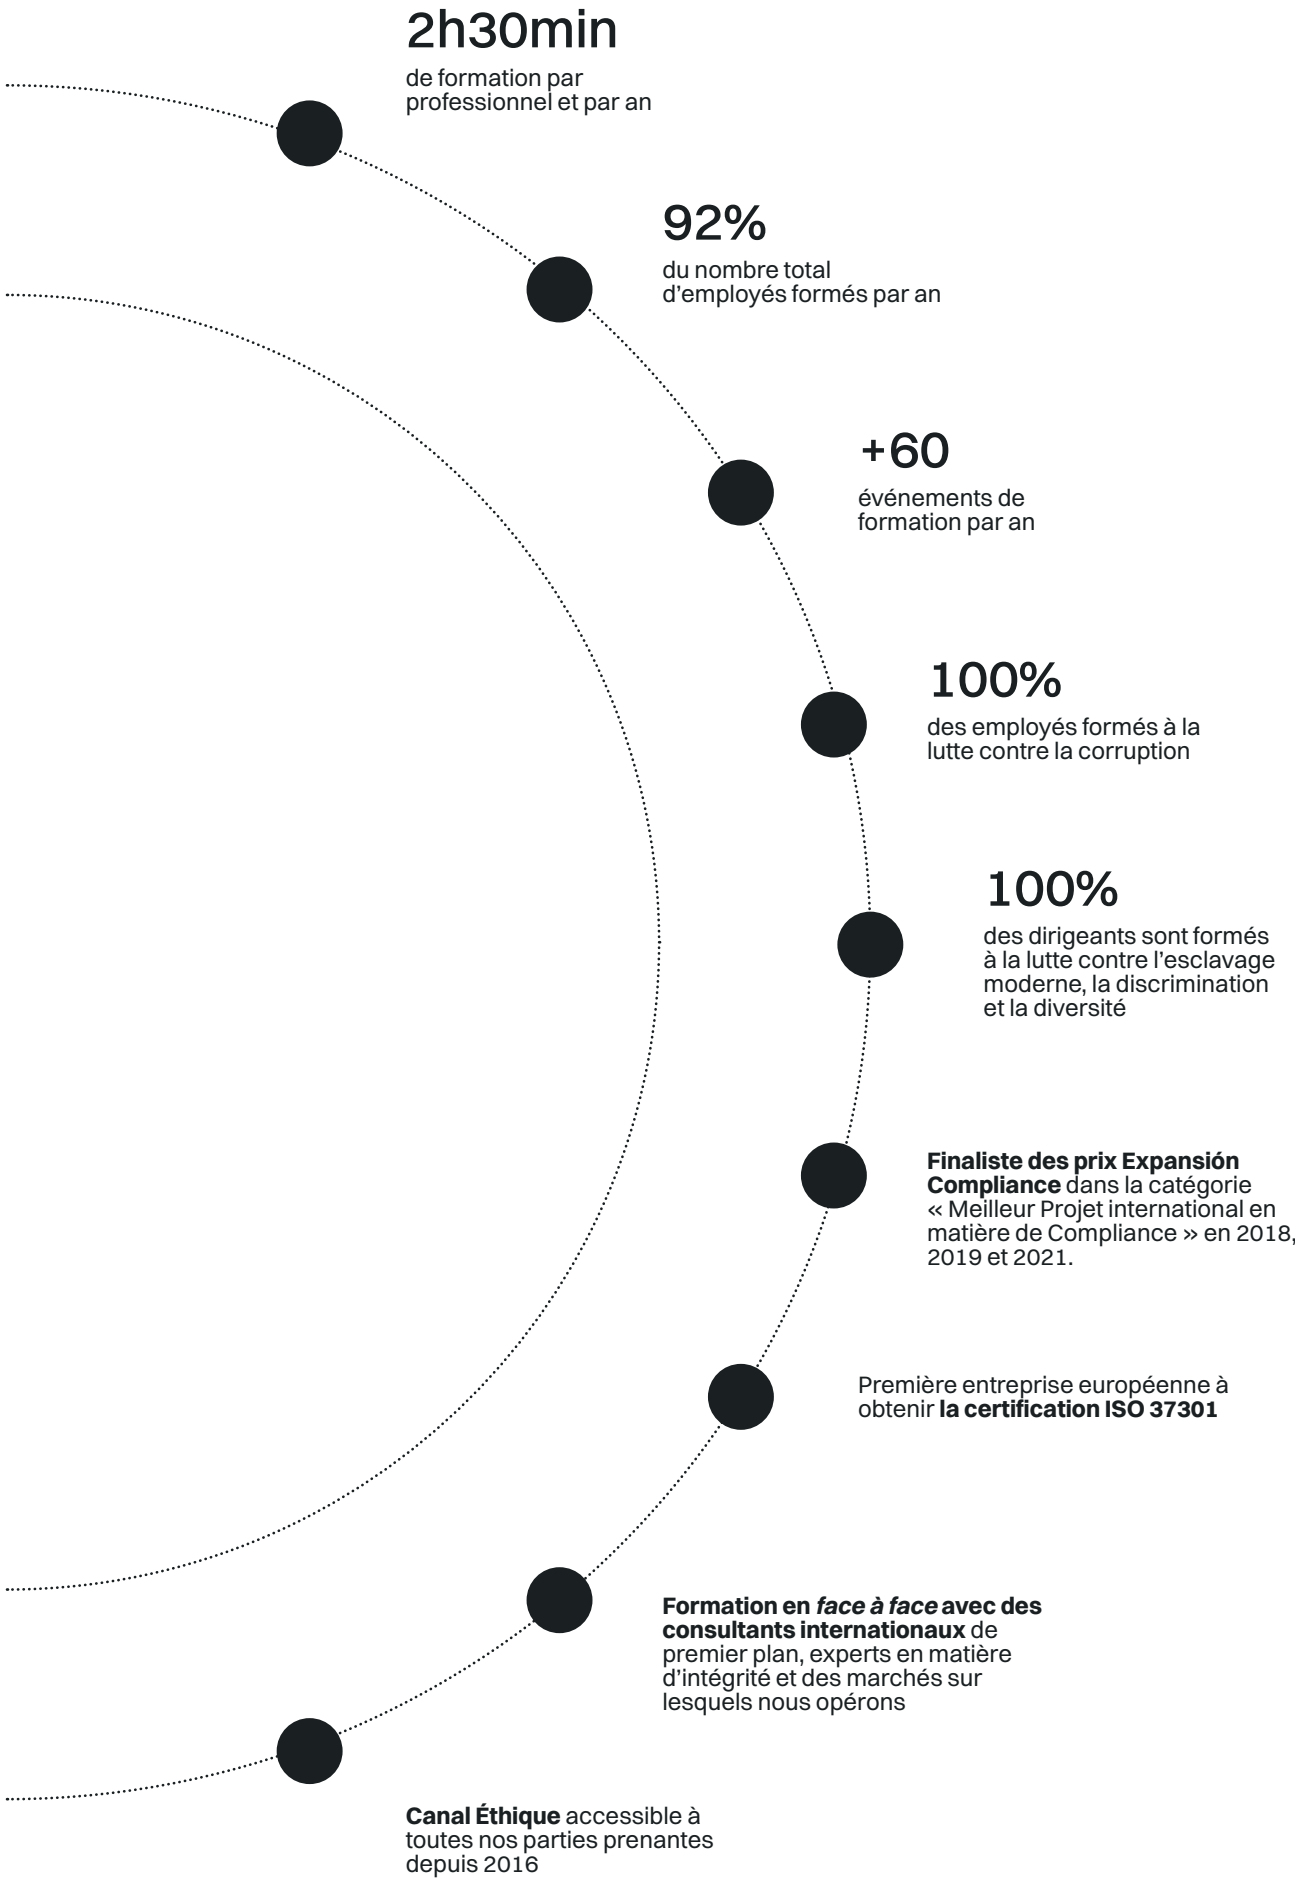 2h30min
de formation par
professionnel et par an
92%
du nombre total
d’employés formés par an
+60
événements de
formation par an
100%
des employés formés à la
lutte contre la corruption
100%
des dirigeants sont formés
à la lutte contre l’esclavage
moderne, la discrimination
et la diversité
Finaliste des prix Expansión
Compliance dans la catégorie
« Meilleur Projet international en
matière de Compliance » en 2018,
2019 et 2021.
Première entreprise européenne à
obtenir la certification ISO 37301
Formation en face à face avec des
consultants internationaux de
premier plan, experts en matière
d’intégrité et des marchés sur
lesquels nous opérons
Canal Éthique accessible à
toutes nos parties prenantes
depuis 2016